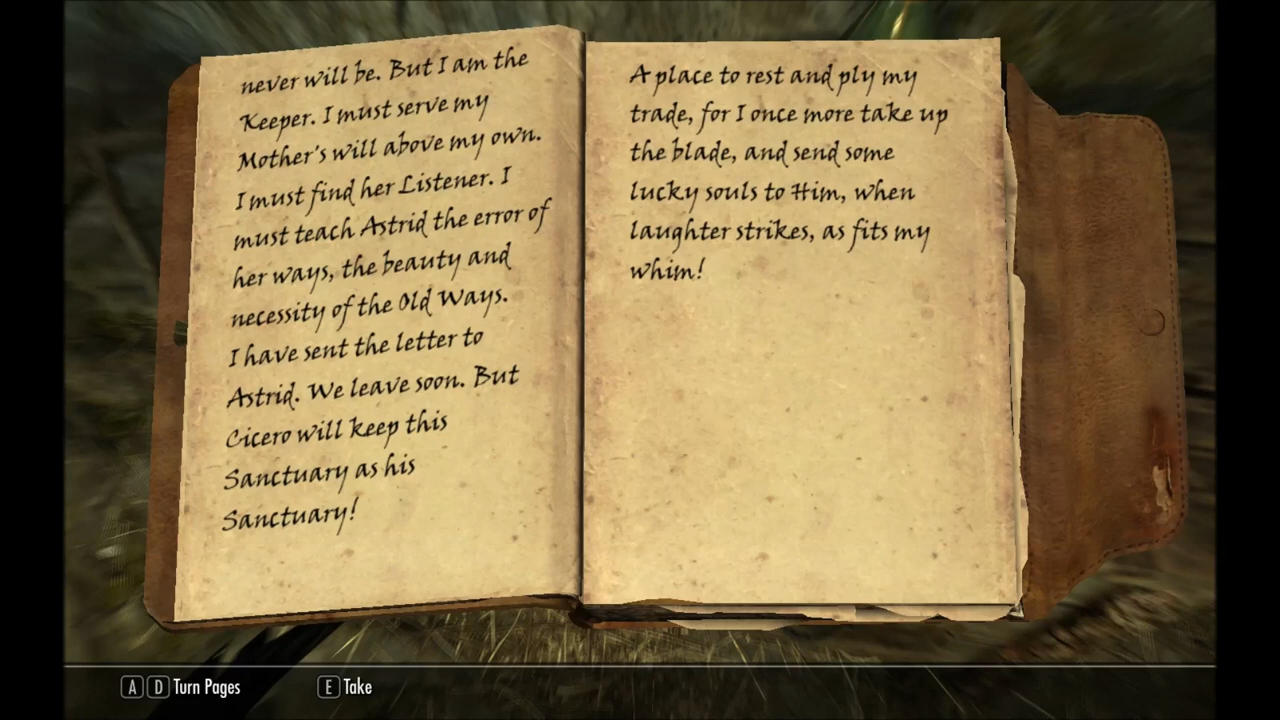 never will be. But I am the
Keeper. I must serve my
Mother's will above my own.
I must find her Listener. I
must teach Astrid the error of
her ways, the beauty and
necessity of the Old Ways.
I have sent the letter to
Astrid. We leave soon. But
Cicero will keep this
Sanctuary as his
Sanctuary!
A place to rest and ply my
trade, for I once more take up
the blade, and send some
lucky souls to Him, when
laughter strikes, as fits my
whim!
A D Turn Pages E Take